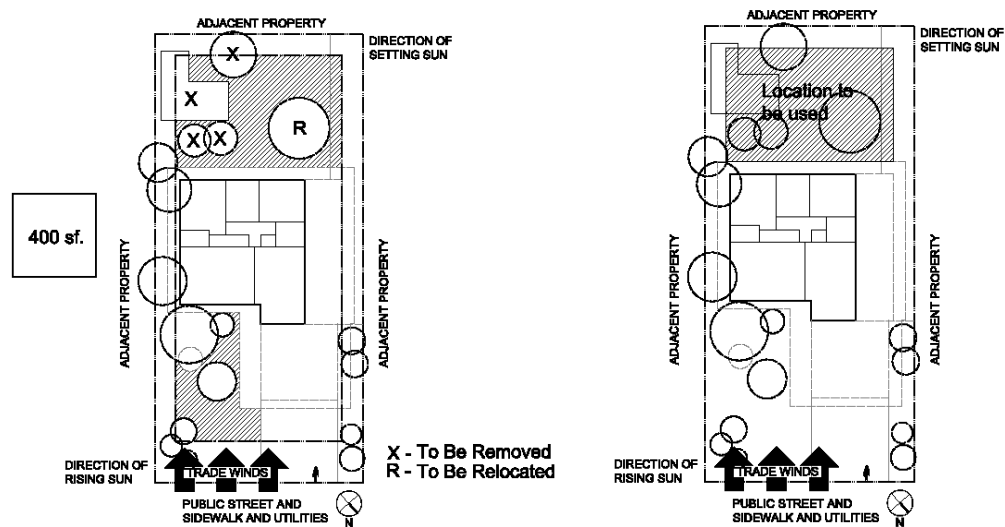 ADJACENT PROPERTY
DIRECTION OF
SETTING SUN
X
X
X
X
R
400 sf.
ADJACENT PROPERTY
ADJACENT PROPERTY
X - To Be Removed
R - To Be Relocated
DIRECTION OF
RISING SUN
TRADE WINDS
PUBLIC STREET AND
SIDEWALK AND UTILITIES
N
ADJACENT PROPERTY
DIRECTION OF
SETTING SUN
Location to
be used
ADJACENT PROPERTY
ADJACENT PROPERTY
DIRECTION OF
RISING SUN
TRADE WINDS
PUBLIC STREET AND
SIDEWALK AND UTILITIES
N